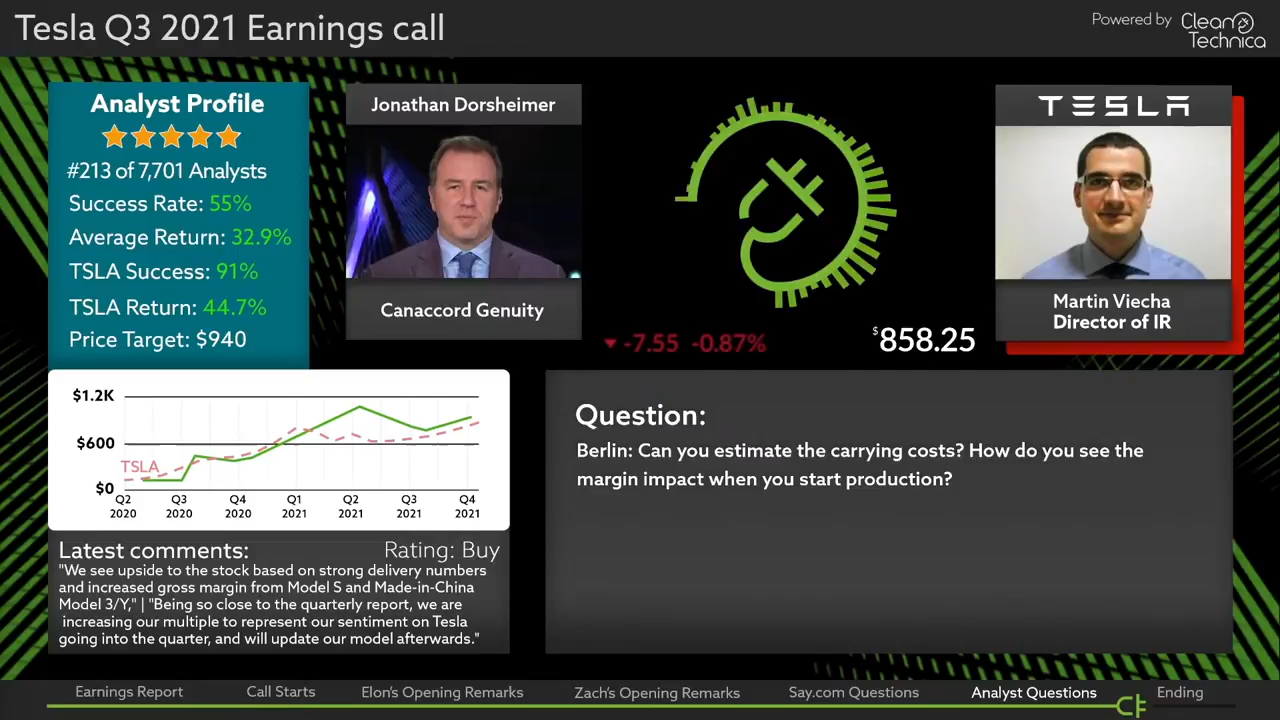 Tesla Q3 2021 Earnings call
Powered by
CleanTechnica
Analyst Profile
#213 of 7,701 Analysts
Success Rate: 55%
Average Return: 32.9%
TSLA Success: 91%
TSLA Return: 44.7%
Price Target: $940
Jonathan Dorsheimer
Canaccord Genuity
-7.55 -0.87%
$858.25
TESLA
Martin Viecha
Director of IR
$1.2K
$600
$0
TSLA
Q2 2020
Q3 2020
Q4 2020
Q1 2021
Q2 2021
Q3 2021
Q4 2021
Latest comments:
Rating: Buy
"We see upside to the stock based on strong delivery numbers
and increased gross margin from Model S and Made-in-China
Model 3/Y," | "Being so close to the quarterly report, we are
increasing our multiple to represent our sentiment on Tesla
going into the quarter, and will update our model afterwards."
Question:
Berlin: Can you estimate the carrying costs? How do you see the
margin impact when you start production?
Earnings Report
Call Starts
Elon's Opening Remarks
Zach's Opening Remarks
Say.com Questions
Analyst Questions
Ending